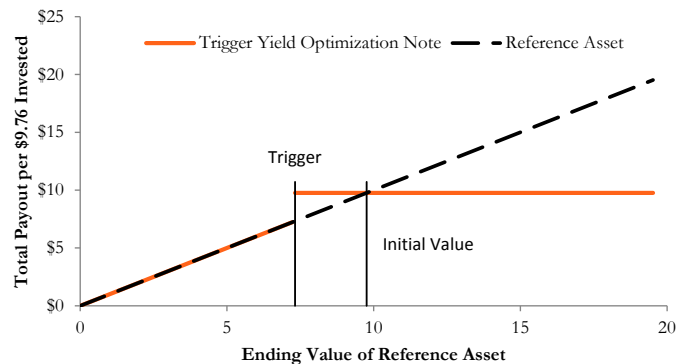 $25
Trigger Yield Optimization Note Reference Asset
$20
$15
Trigger
$10
$5
Initial Value
$0
0 5 10 15 20
Total Payout per $9.76 Invested
Ending Value of Reference Asset